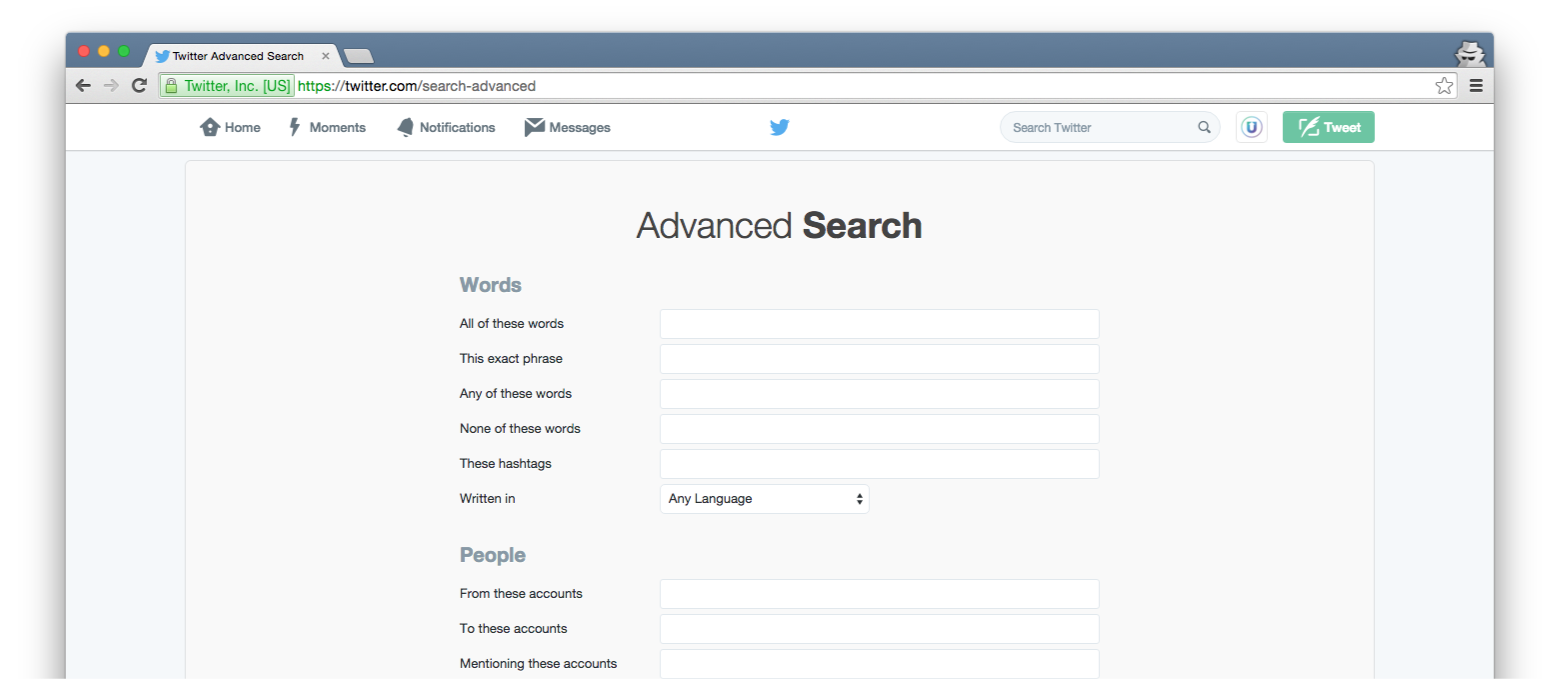 Twitter Advanced Search
Twitter, Inc. [US] https://twitter.com/search-advanced
Home Moments Notifications Messages Search Twitter Tweet
Advanced Search
Words
All of these words
This exact phrase
Any of these words
None of these words
These hashtags
Written in Any Language
People
From these accounts
To these accounts
Mentioning these accounts